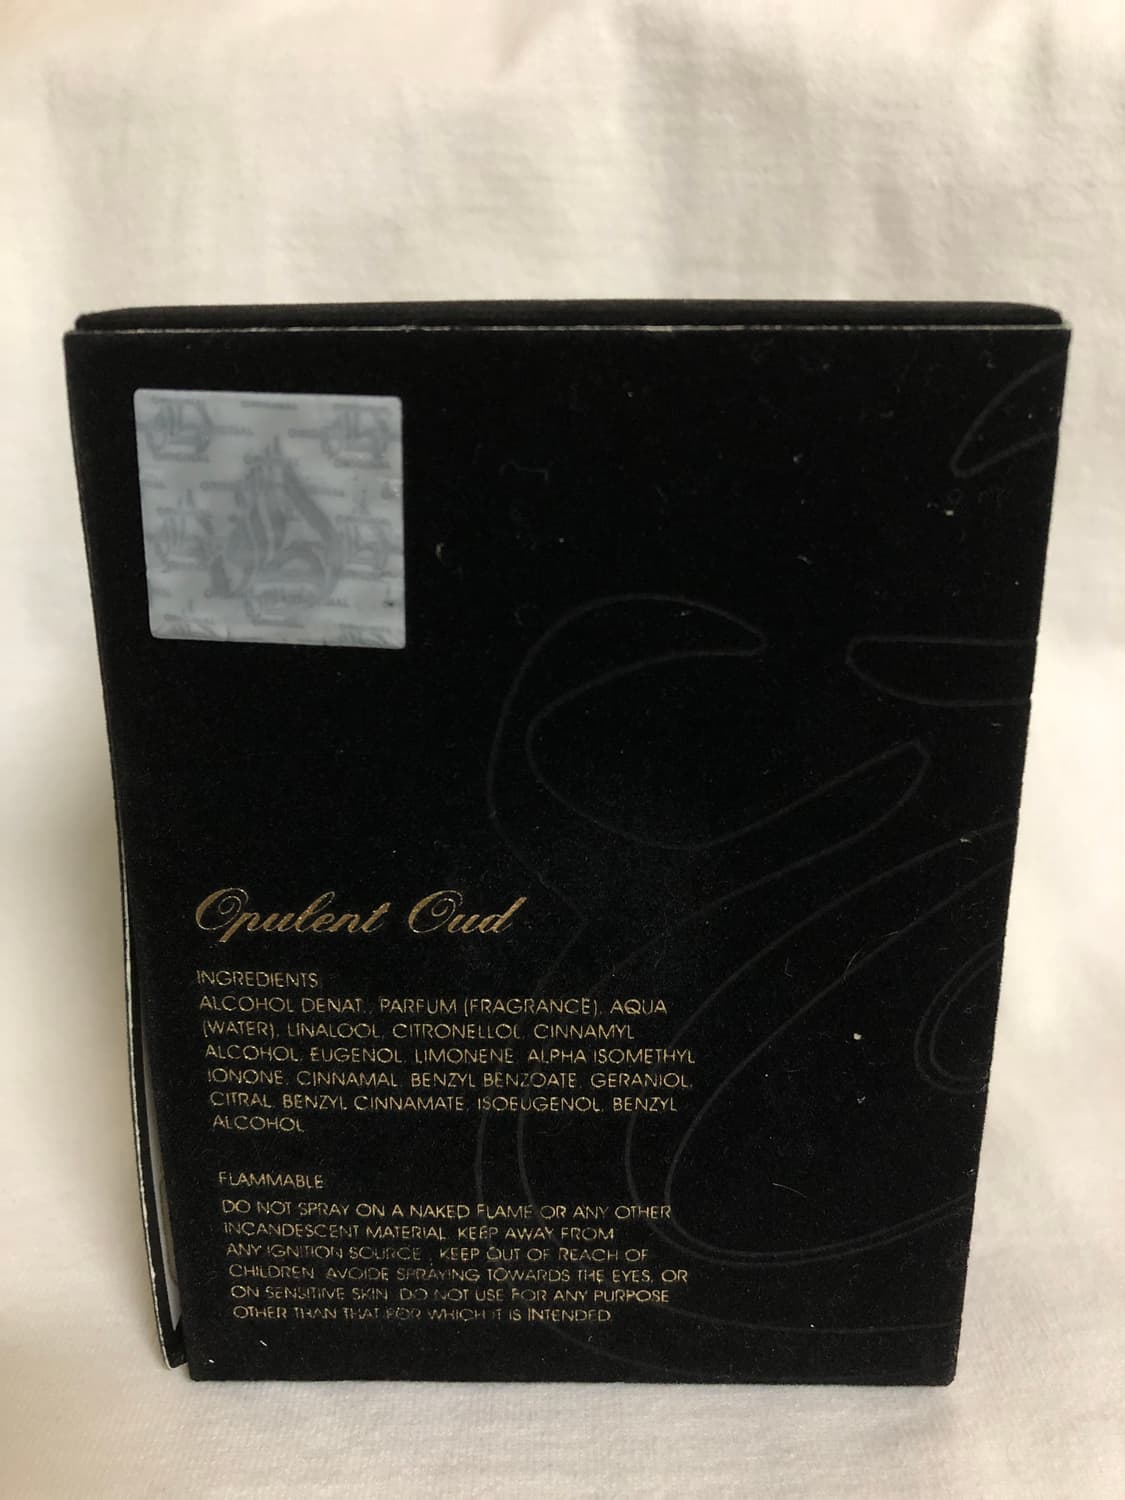 Opulent Oud
INGREDIENTS
ALCOHOL DENAT., PARFUM (FRAGRANCE), AQUA
(WATER), LINALOOL, CITRONELLOL, CINNAMYL
ALCOHOL, EUGENOL, LIMONENE, ALPHA ISOMETHYL
IONONE, CINNAMAL, BENZYL BENZOATE, GERANIOL,
CITRAL, BENZYL CINNAMATE, ISOEUGENOL, BENZYL
ALCOHOL
FLAMMABLE
DO NOT SPRAY ON A NAKED FLAME OR ANY OTHER
INCANDESCENT MATERIAL. KEEP AWAY FROM
ANY IGNITION SOURCE . KEEP OUT OF REACH OF
CHILDREN. AVOIDE SPRAYING TOWARDS THE EYES, OR
ON SENSITIVE SKIN. DO NOT USE FOR ANY PURPOSE
OTHER THAN THAT FOR WHICH IT IS INTENDED.